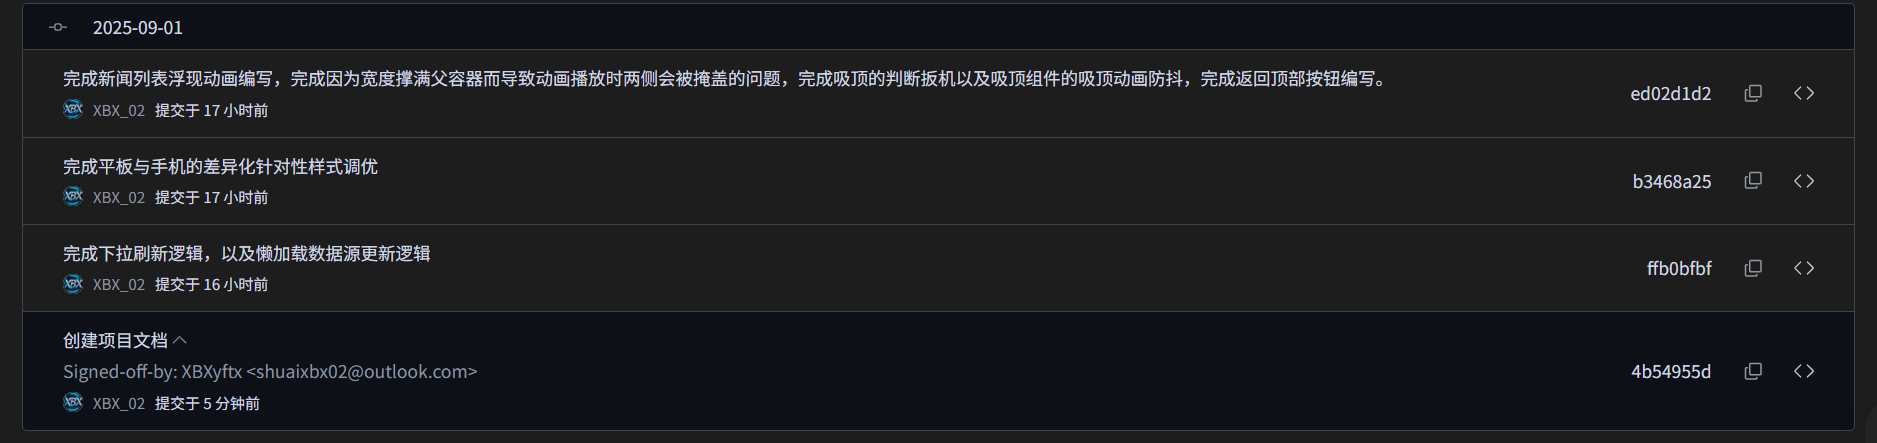 2025-09-01
完成新闻列表浮现动画编写，完成因为宽度撑满父容器而导致动画播放时两侧会被掩盖的问题，完成吸顶的判断扳机以及吸顶组件的吸顶动画防抖，完成返回顶部按钮编写。
XBX XBX_02 提交于 17 小时前
ed02d1d2
完成平板与手机的差异化针对性样式调优
XBX XBX_02 提交于 17 小时前
b3468a25
完成下拉刷新逻辑，以及懒加载数据源更新逻辑
XBX XBX_02 提交于 16 小时前
ffb0bfbf
创建项目文档
Signed-off-by: XBXyftx <shuaixbx02@outlook.com>
XBX XBX_02 提交于 5 分钟前
4b54955d